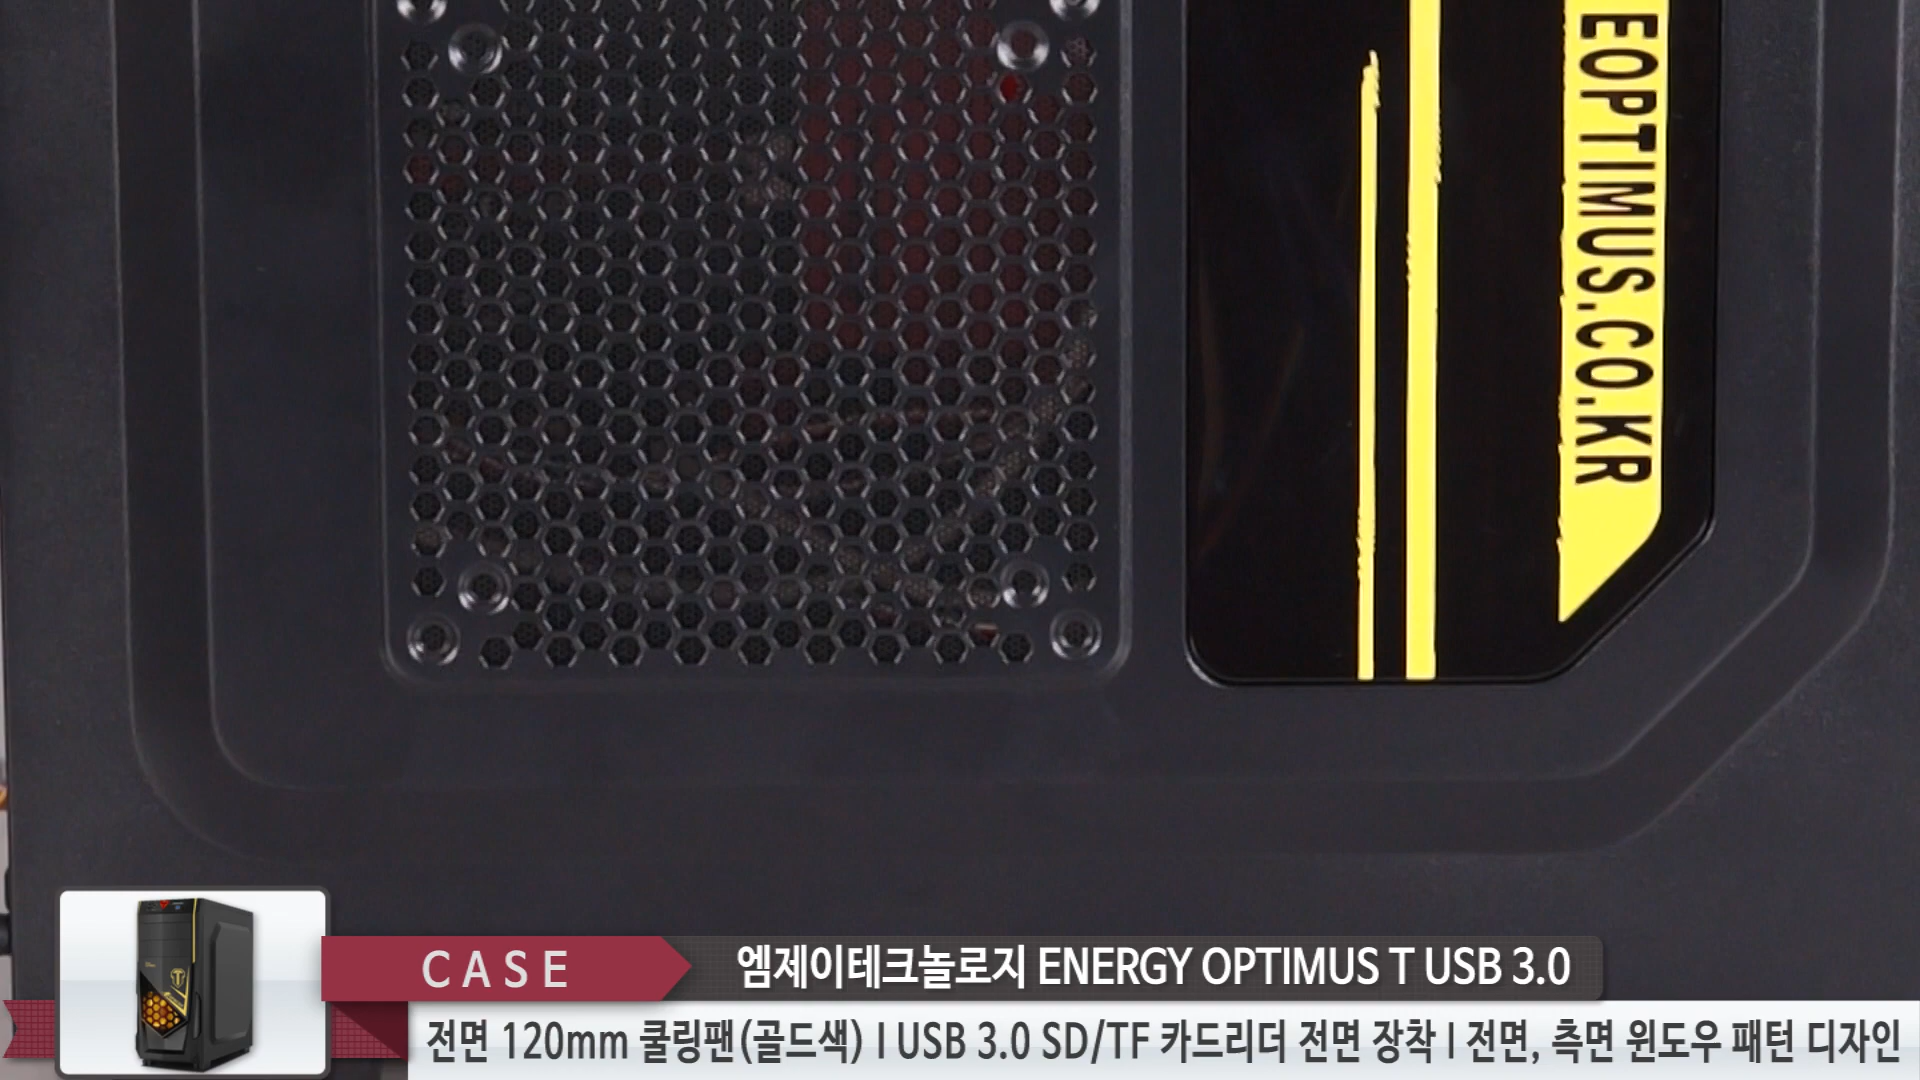 EOPTIMUS.CO.KR
CASE
엠제이테크놀로지 ENERGY OPTIMUS T USB 3.0
전면 120mm 쿨링팬(골드색) I USB 3.0 SD/TF 카드리더 전면 장착 I 전면, 측면 윈도우 패턴 디자인